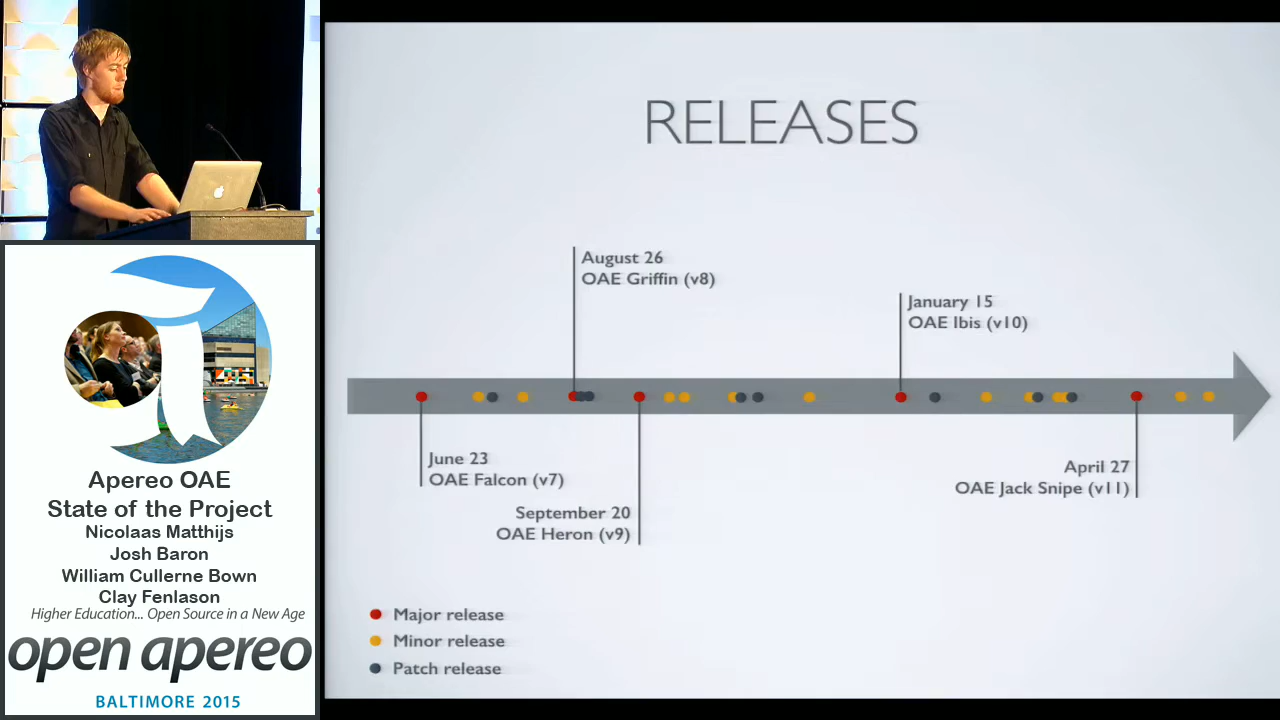 RELEASES
August 26
OAE Griffin (v8)
January 15
OAE Ibis (v10)
June 23
OAE Falcon (v7)
September 20
OAE Heron (v9)
April 27
OAE Jack Snipe (v11)
Major release
Minor release
Patch release
Apereo OAE
State of the Project
Nicolaas Matthijs
Josh Baron
William Cullerne Bown
Clay Fenlason
Higher Education... Open Source in a New Age
open apereo
BALTIMORE 2015